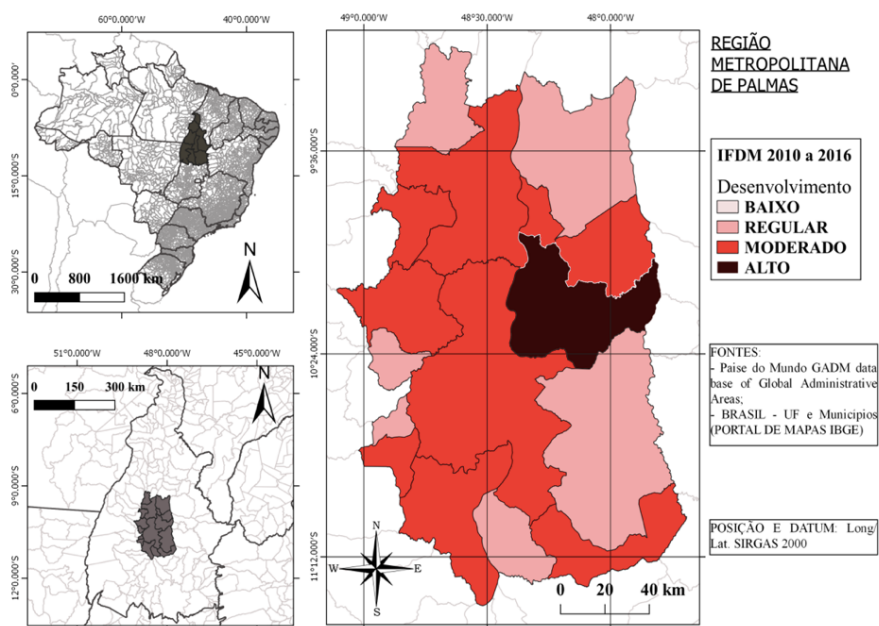 60°0.000'W
40°0.000'W
0°0.000'
15°0.000'S
30°0.000'S
N
0 800 1600 km
51°0.000'W
48°0.000'W
45°0.000'W
0 150 300 km
N
6°0.000'S
9°0.000'S
12°0.000'S
49°0.000'W
48°30.000'W
48°0.000'W
9°36.000'S
10°24.000'S
11°12.000'S
N
W
E
S
0 20 40 km
REGIÃO
METROPOLITANA
DE PALMAS
IFDM 2010 a 2016
Desenvolvimento
BAIXO
REGULAR
MODERADO
ALTO
FONTES:
- Paise do Mundo GADM data
base of Global Administrative
Areas;
- BRASIL - UF e Municipios
(PORTAL DE MAPAS IBGE)
POSIÇÃO E DATUM: Long/
Lat. SIRGAS 2000